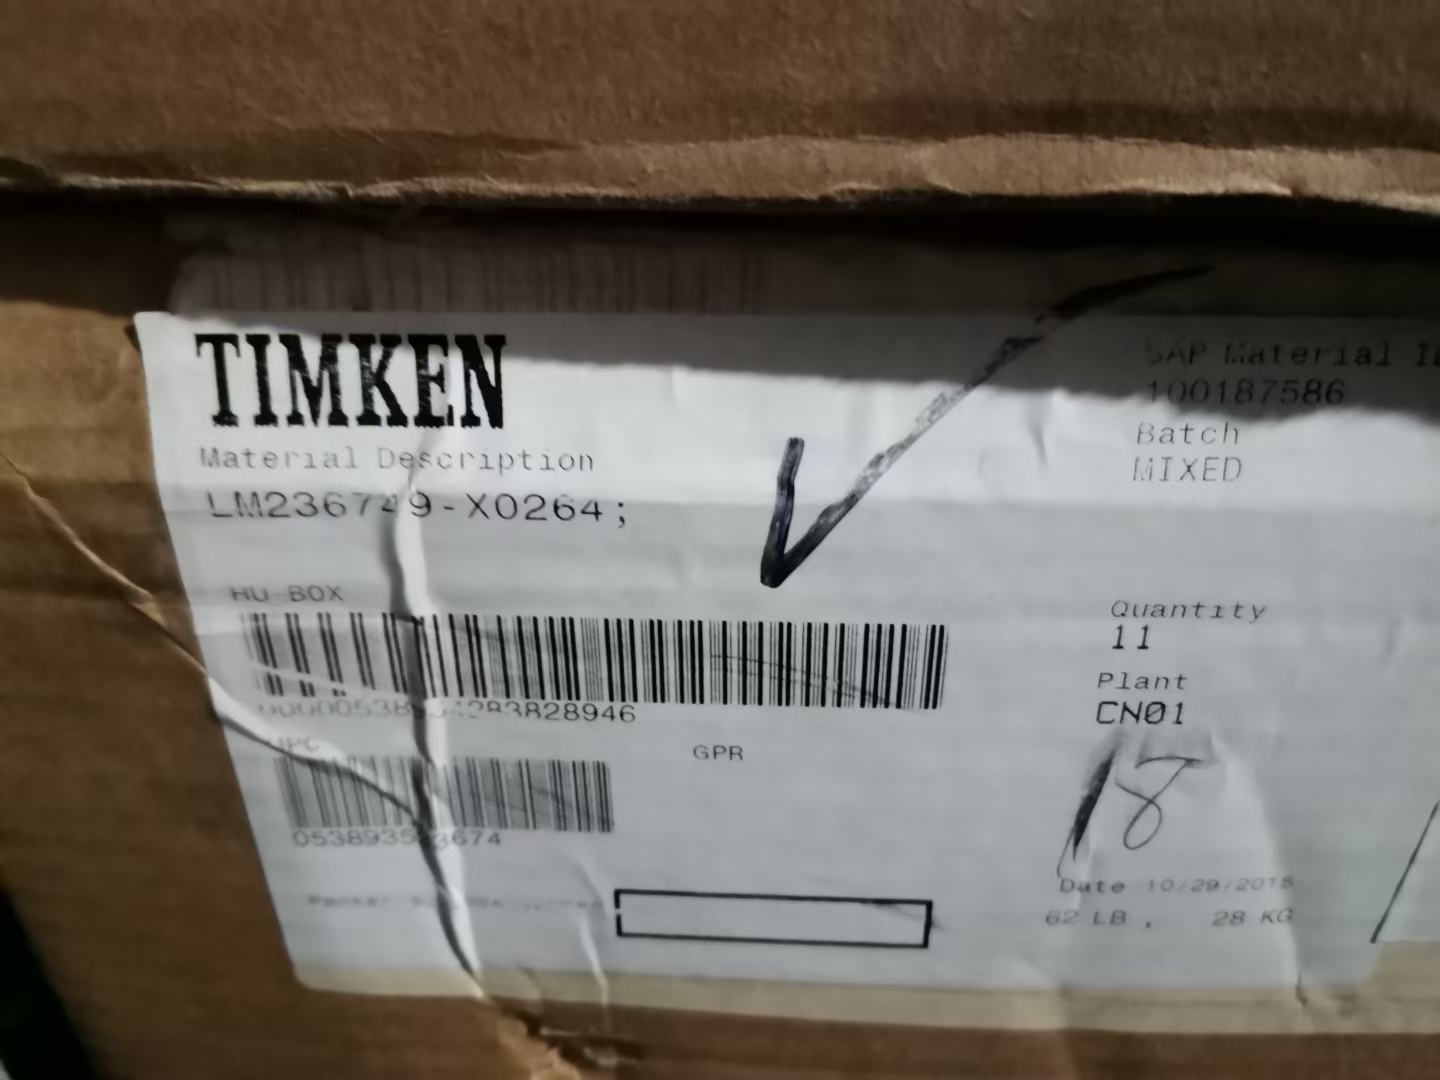 TIMKEN
Material Description
LM236749-X0264;
SAP Material
100187586
Batch
MIXED
HU-BOX
Quantity
11
Plant
CN01
GPR
UPC
18
Date 10/29/2015
62 LB , 28 KG